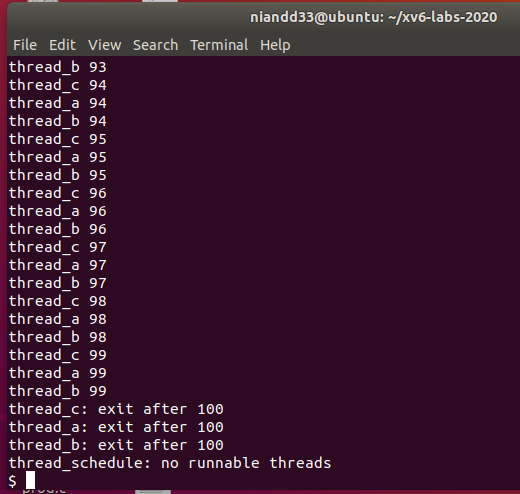 niandd33@ubuntu: ~/xv6-labs-2020
File Edit View Search Terminal Help
thread_b 93
thread_c 94
thread_a 94
thread_b 94
thread_c 95
thread_a 95
thread_b 95
thread_c 96
thread_a 96
thread_b 96
thread_c 97
thread_a 97
thread_b 97
thread_c 98
thread_a 98
thread_b 98
thread_c 99
thread_a 99
thread_b 99
thread_c: exit after 100
thread_a: exit after 100
thread_b: exit after 100
thread_schedule: no runnable threads
$